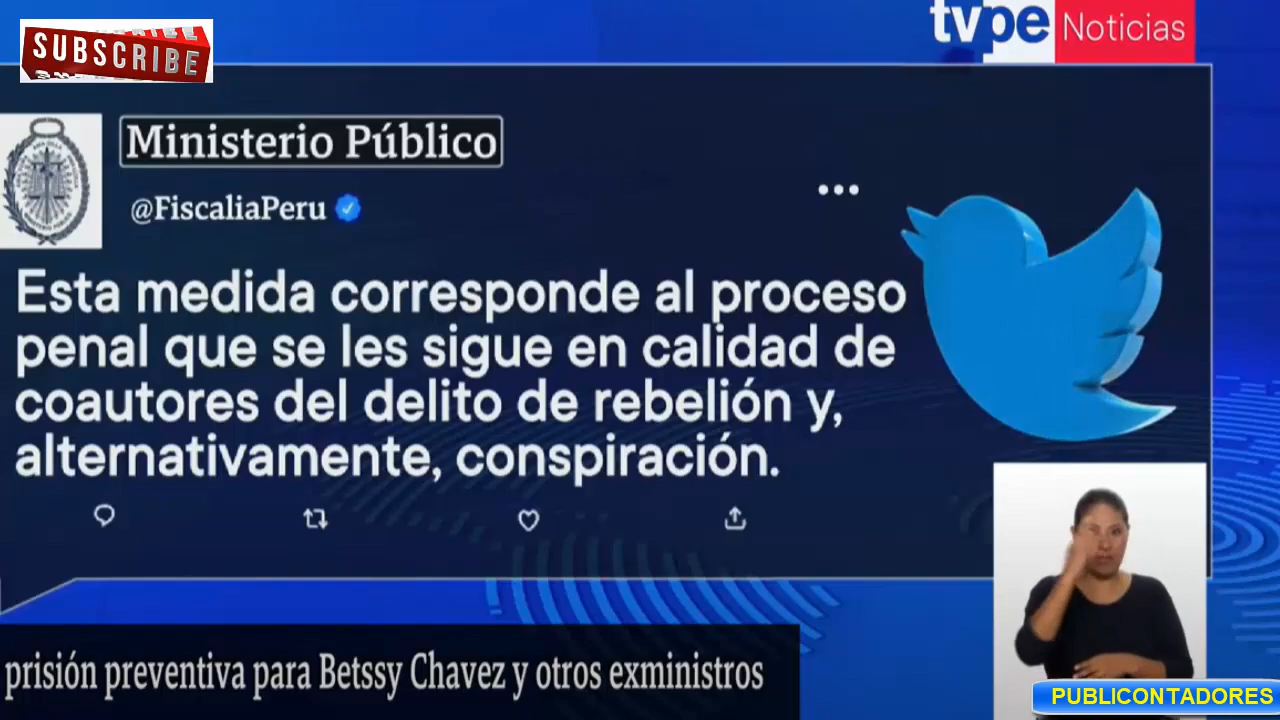 SUBSCRIBE
tvpe Noticias
Ministerio Público
@FiscaliaPeru
Esta medida corresponde al proceso
penal que se les sigue en calidad de
coautores del delito de rebelión y,
alternativamente, conspiración.
prisión preventiva para Betssy Chavez y otros exministros
PUBLICONTADORES